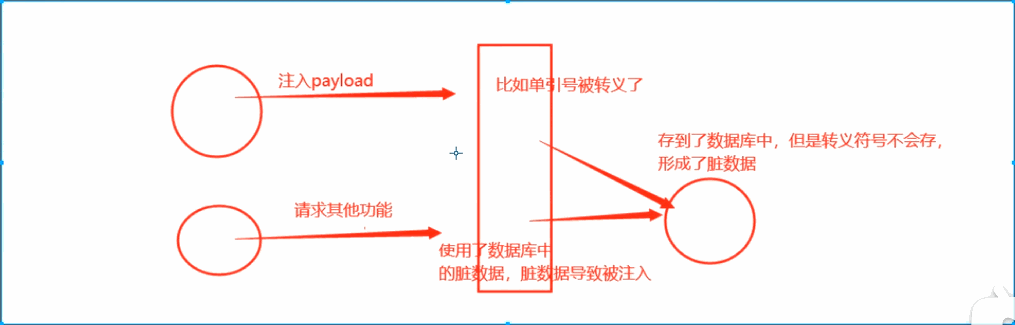 注入payload
比如单引号被转义了
存到了数据库中，但是转义符号不会存，
形成了脏数据
请求其他功能
使用了数据库中
的脏数据，脏数据导致被注入